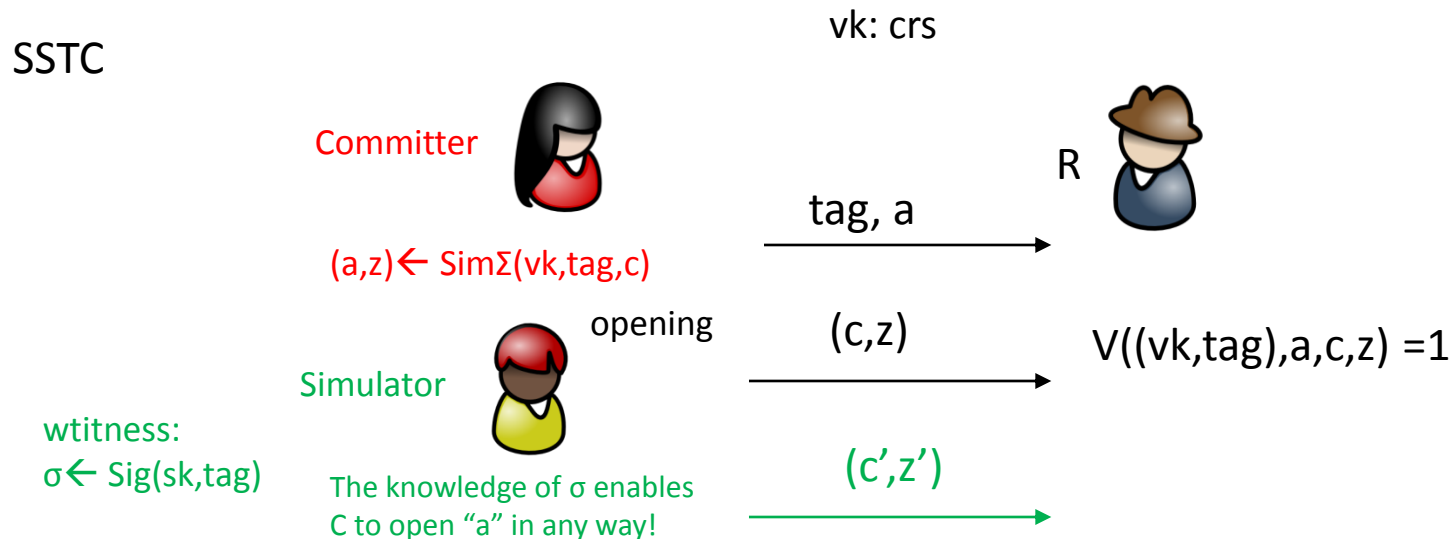 vk: crs
SSTC
Committer
R
tag, a
(a,z)← SimΣ(vk,tag,c)
opening
(c,z)
V((vk,tag),a,c,z) =1
Simulator
wtitness:
σ← Sig(sk,tag)
(c’,z’)
The knowledge of σ enables
C to open “a” in any way!